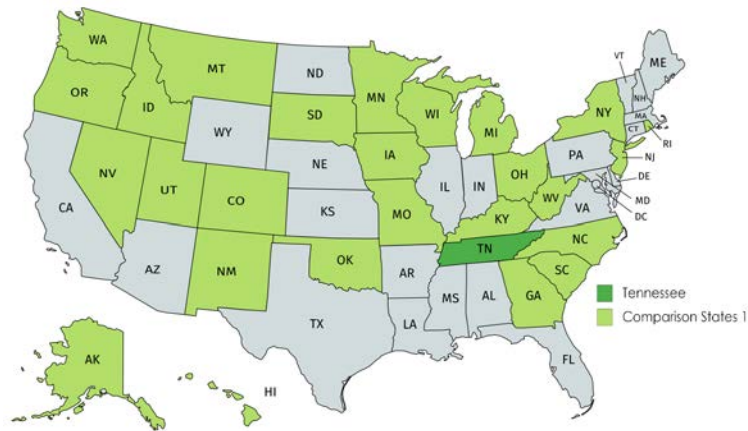 WA
MT
ND
MN
VT
ME
OR
ID
SD
WI
MI
NY
NH
MA
CT
RI
WY
IA
NE
PA
NJ
NV
UT
CO
IL
IN
OH
WV
DE
MD
DC
CA
KS
MO
KY
VA
AZ
NM
OK
AR
TN
NC
SC
MS
AL
GA
TX
LA
FL
AK
HI
Tennessee
Comparison States 1